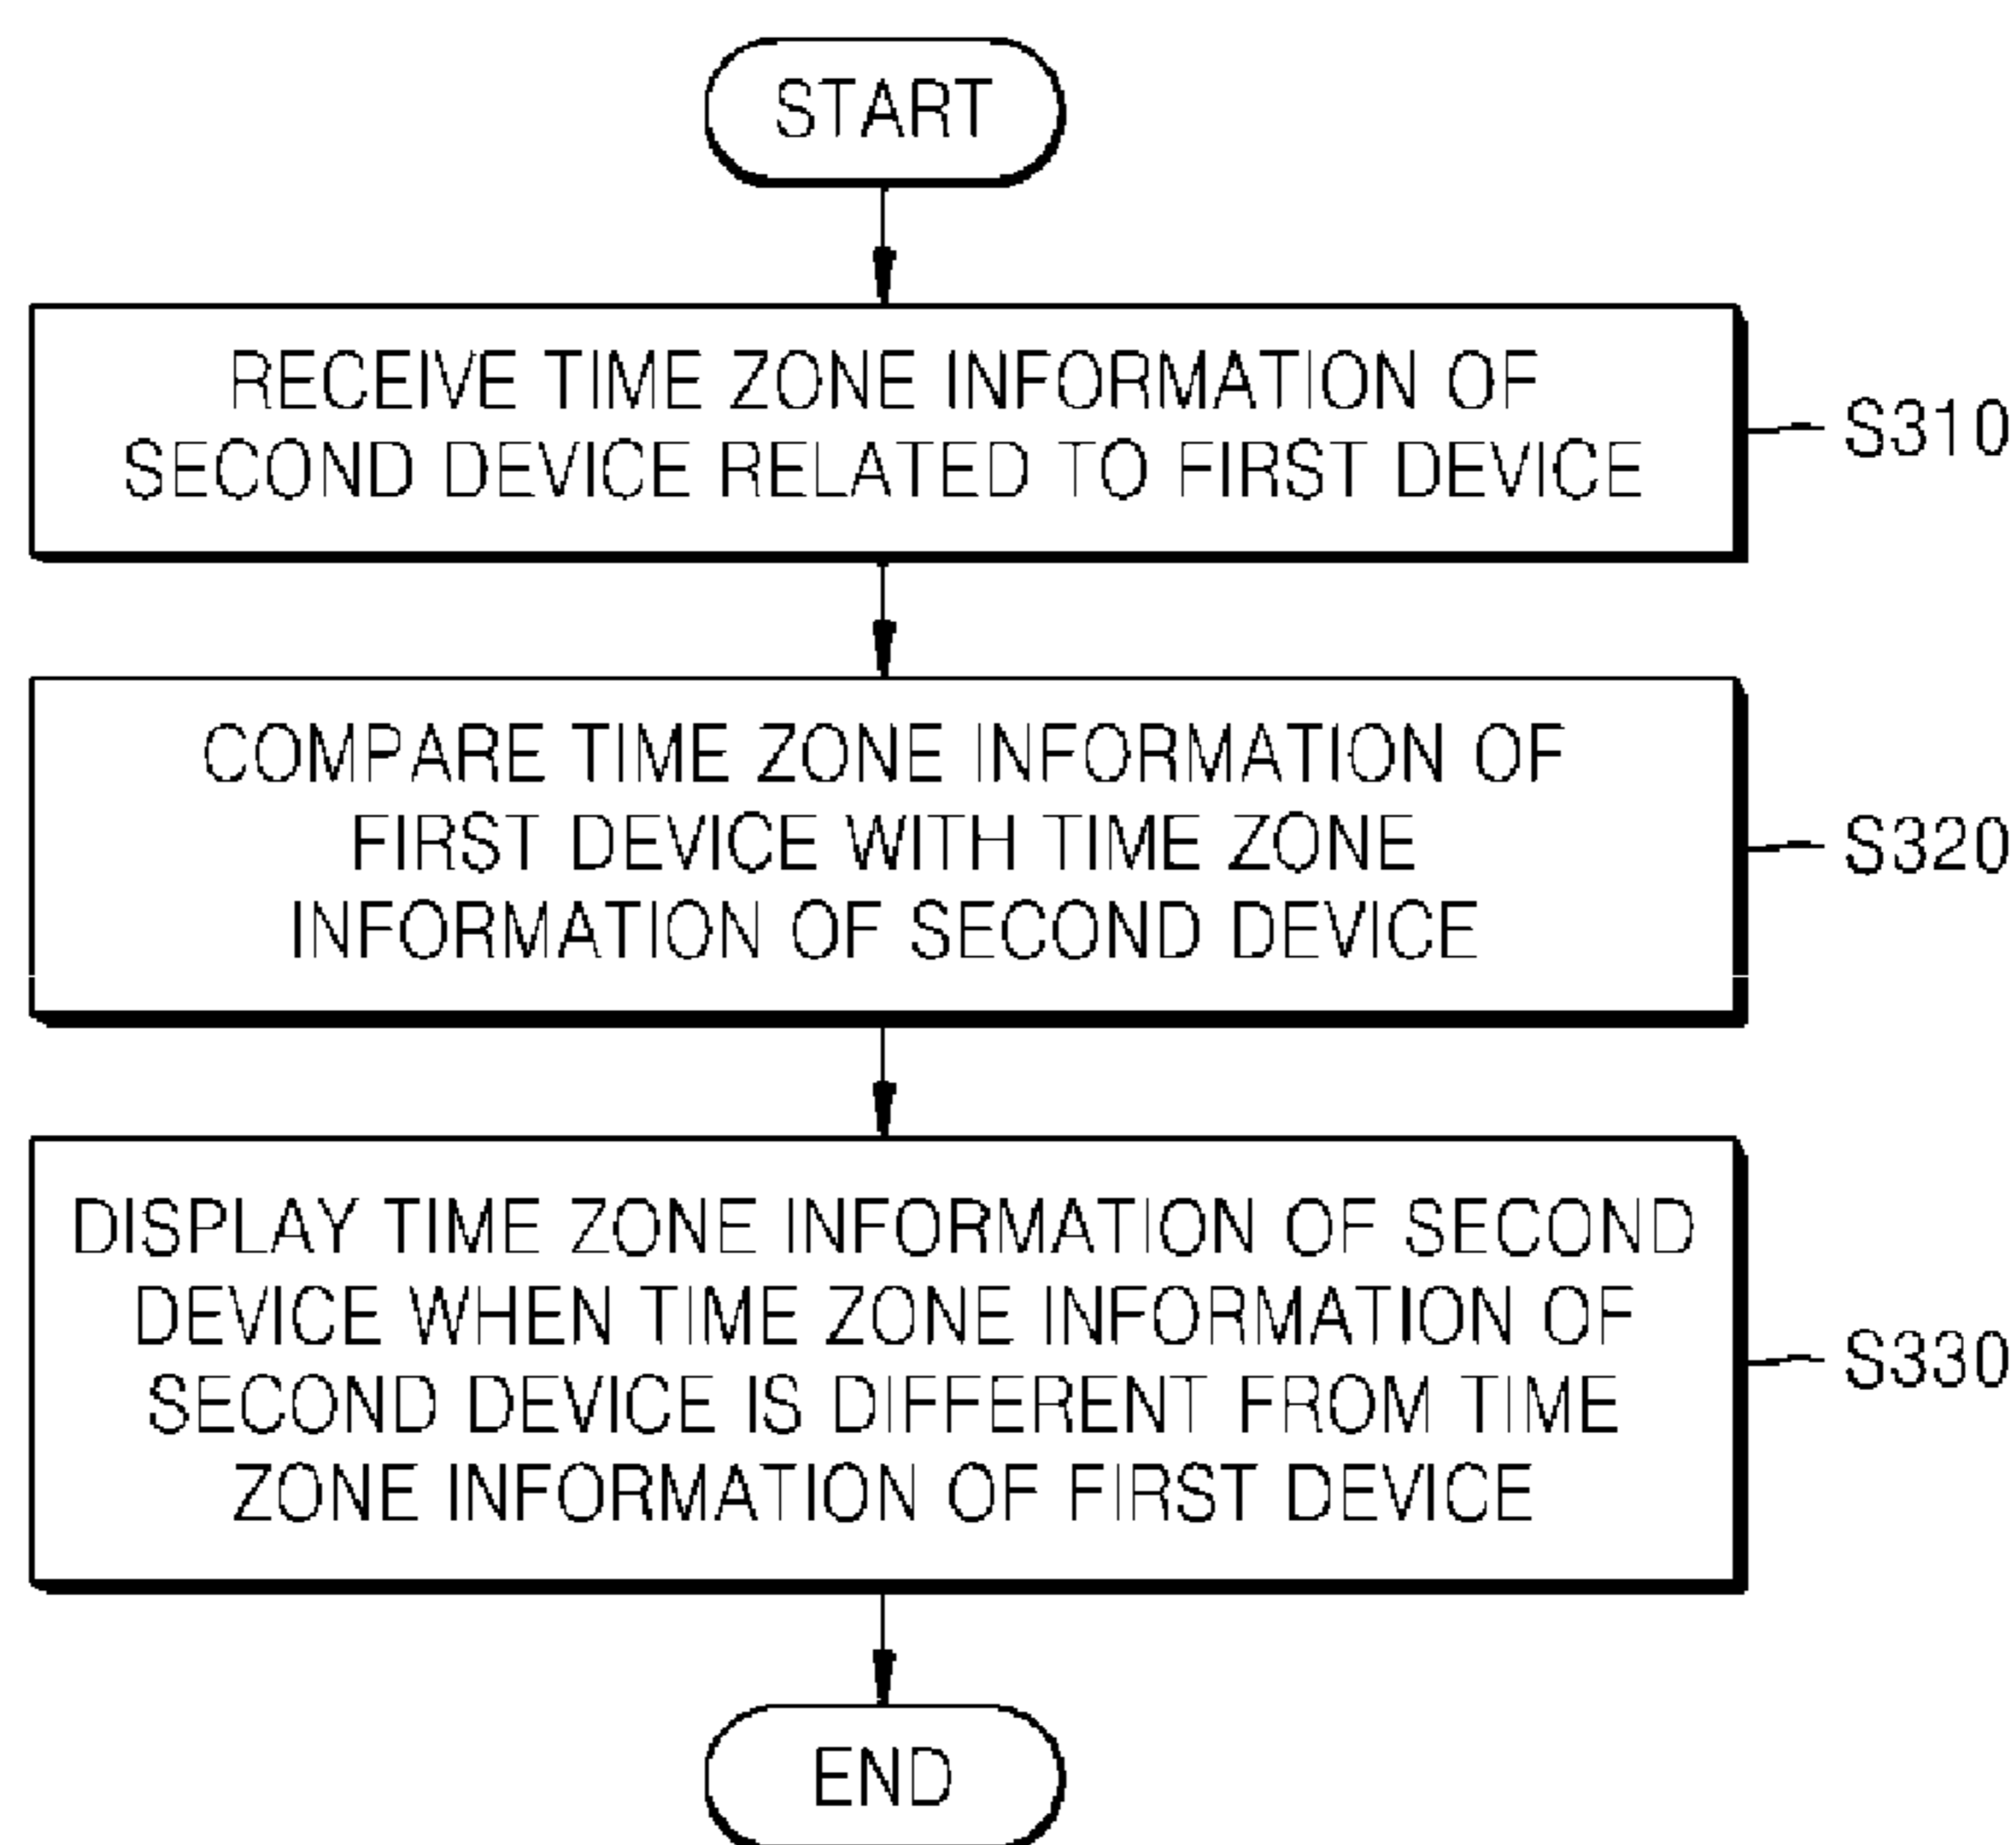 START
RECEIVE TIME ZONE INFORMATION OF
SECOND DEVICE RELATED TO FIRST DEVICE
S310
COMPARE TIME ZONE INFORMATION OF
FIRST DEVICE WITH TIME ZONE
INFORMATION OF SECOND DEVICE
S320
DISPLAY TIME ZONE INFORMATION OF SECOND
DEVICE WHEN TIME ZONE INFORMATION OF
SECOND DEVICE IS DIFFERENT FROM TIME
ZONE INFORMATION OF FIRST DEVICE
S330
END